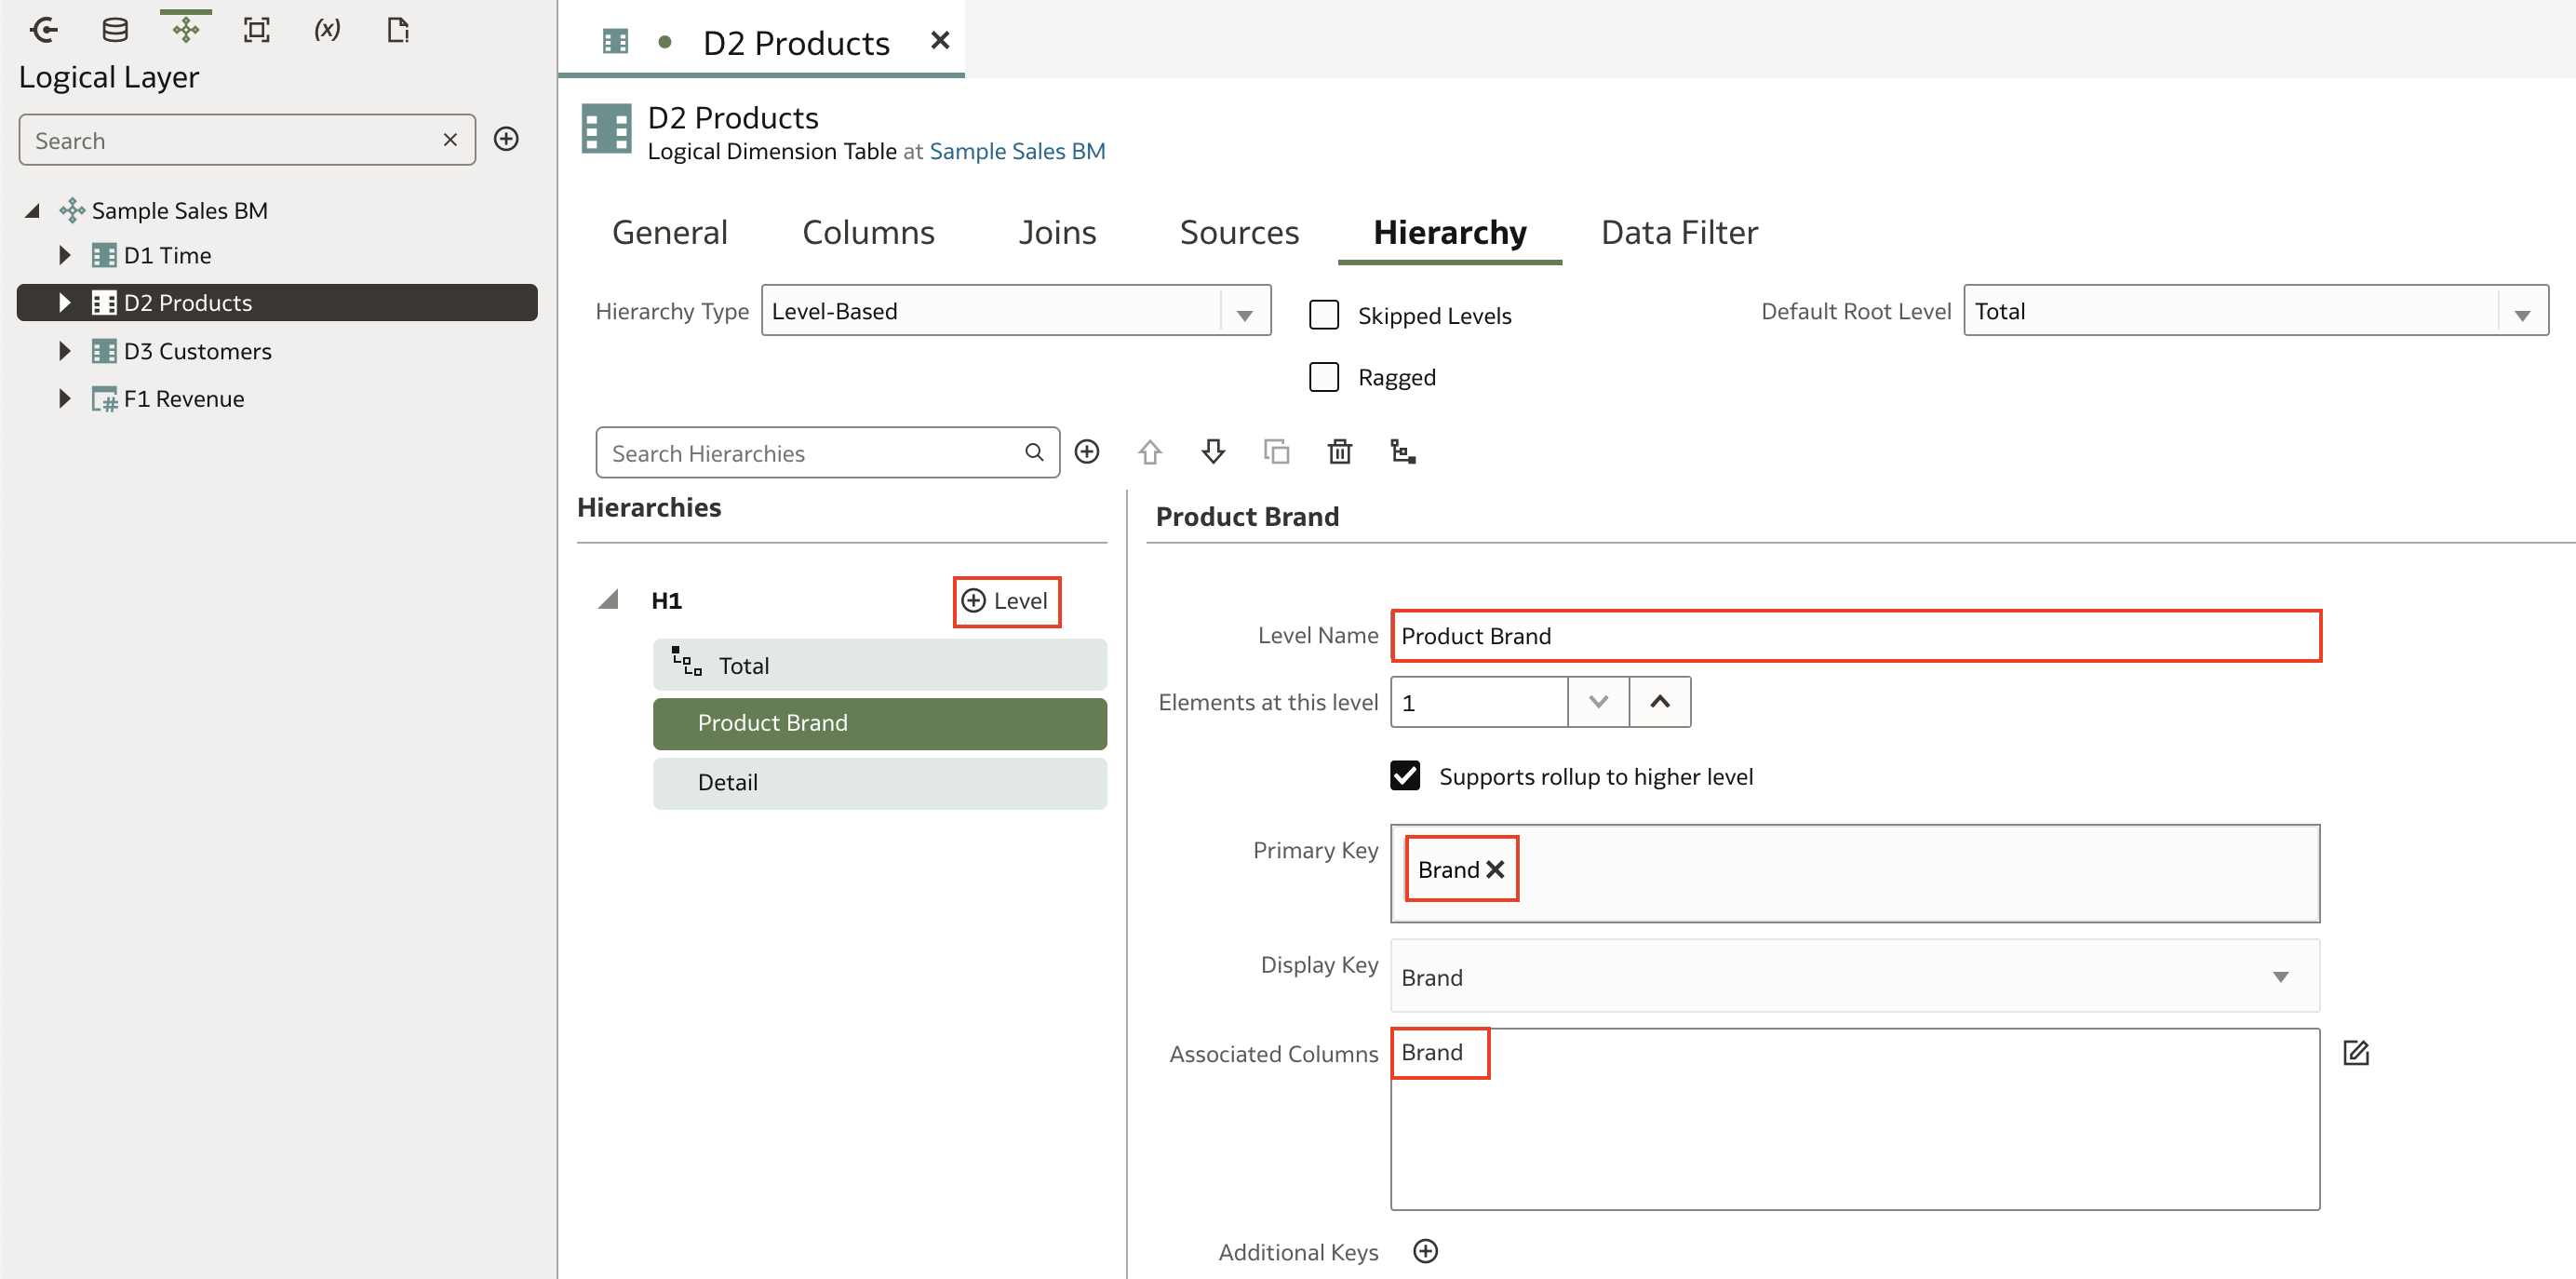 (x)
Logical Layer
Search
Sample Sales BM
D1 Time
D2 Products
D3 Customers
F1 Revenue
D2 Products
D2 Products
Logical Dimension Table at Sample Sales BM
General Columns Joins Sources Hierarchy Data Filter
Hierarchy Type Level-Based Skipped Levels Default Root Level Total
Ragged
Search Hierarchies
Hierarchies
Product Brand
H1 Level
Total
Product Brand
Detail
Level Name Product Brand
Elements at this level 1
Supports rollup to higher level
Primary Key Brand
Display Key Brand
Associated Columns Brand
Additional Keys